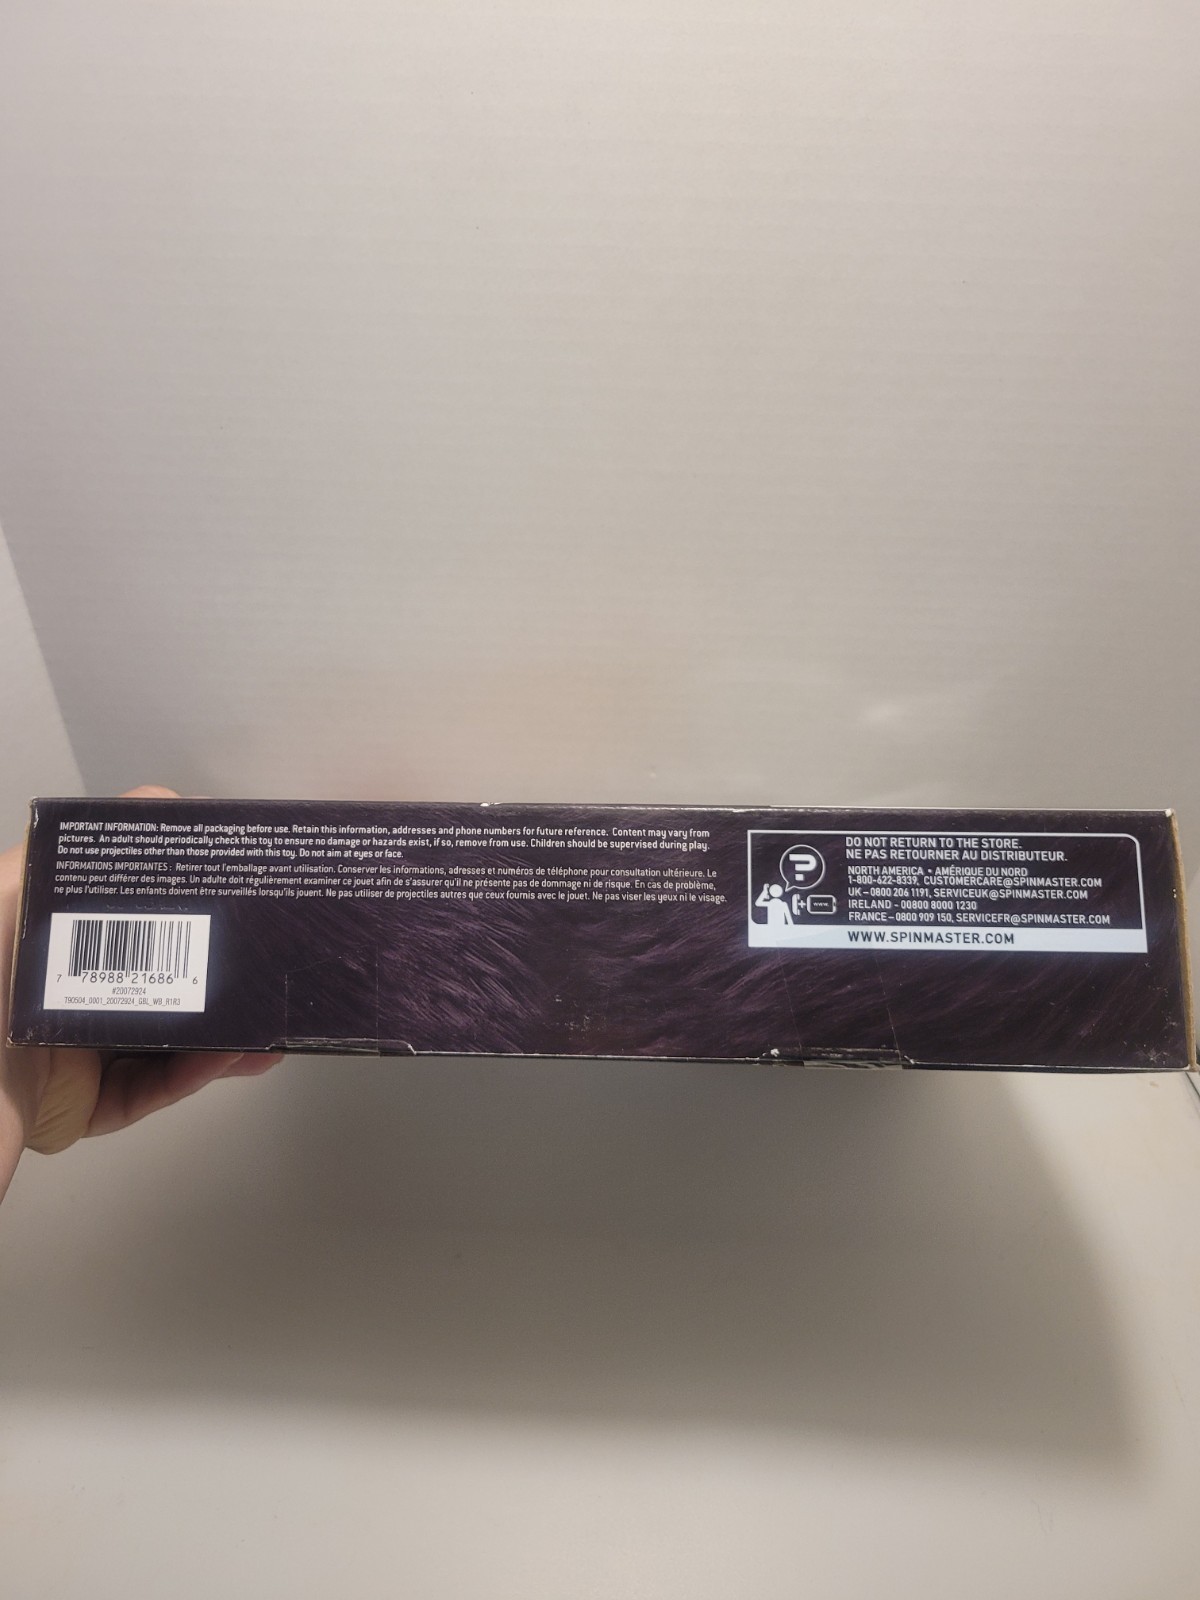 IMPORTANT INFORMATION: Remove all packaging before use. Retain this information, addresses and phone numbers for future reference. Content may vary from
pictures. An adult should periodically check this toy to ensure no damage or hazards exist, if so, remove from use. Children should be supervised during play.
Do not use projectiles other than those provided with this toy. Do not aim at eyes or face.
INFORMATIONS IMPORTANTES : Retirer tout l'emballage avant utilisation. Conserver les informations, adresses et numéros de téléphone pour consultation ultérieure. Le
contenu peut différer des images. Un adulte doit régulièrement examiner ce jouet afin de s'assurer qu'il ne présente pas de dommage ni de risque. En cas de problème,
ne plus l'utiliser. Les enfants doivent être surveillés lorsqu'ils jouent. Ne pas utiliser de projectiles autres que ceux fournis avec le jouet. Ne pas viser les yeux ni le visage.
7 78988 21686 6
#20072924
T90504_0001_20072924_GBL_WB_R1R3
?
www.
DO NOT RETURN TO THE STORE.
NE PAS RETOURNER AU DISTRIBUTEUR.
NORTH AMERICA • AMÉRIQUE DU NORD
1-800-622-8339, CUSTOMERCARE@SPINMASTER.COM
UK – 0800 206 1191, SERVICEUK@SPINMASTER.COM
IRELAND – 00800 8000 1230
FRANCE – 0800 909 150, SERVICEFR@SPINMASTER.COM
WWW.SPINMASTER.COM